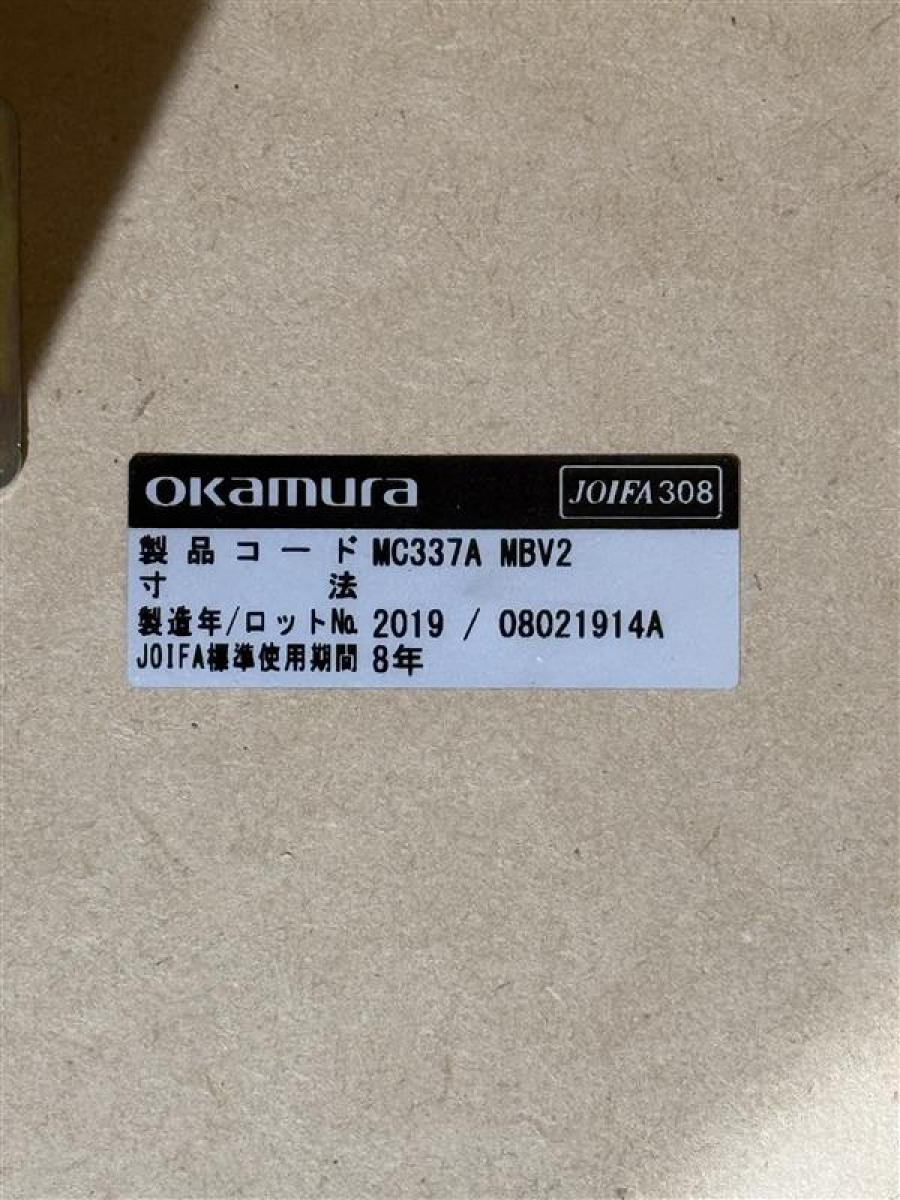 okamura JOIFA308
製品コード MC337A MBV2
寸法
製造年/ロット№ 2019 / 08021914A
JOIFA標準使用期間 8年